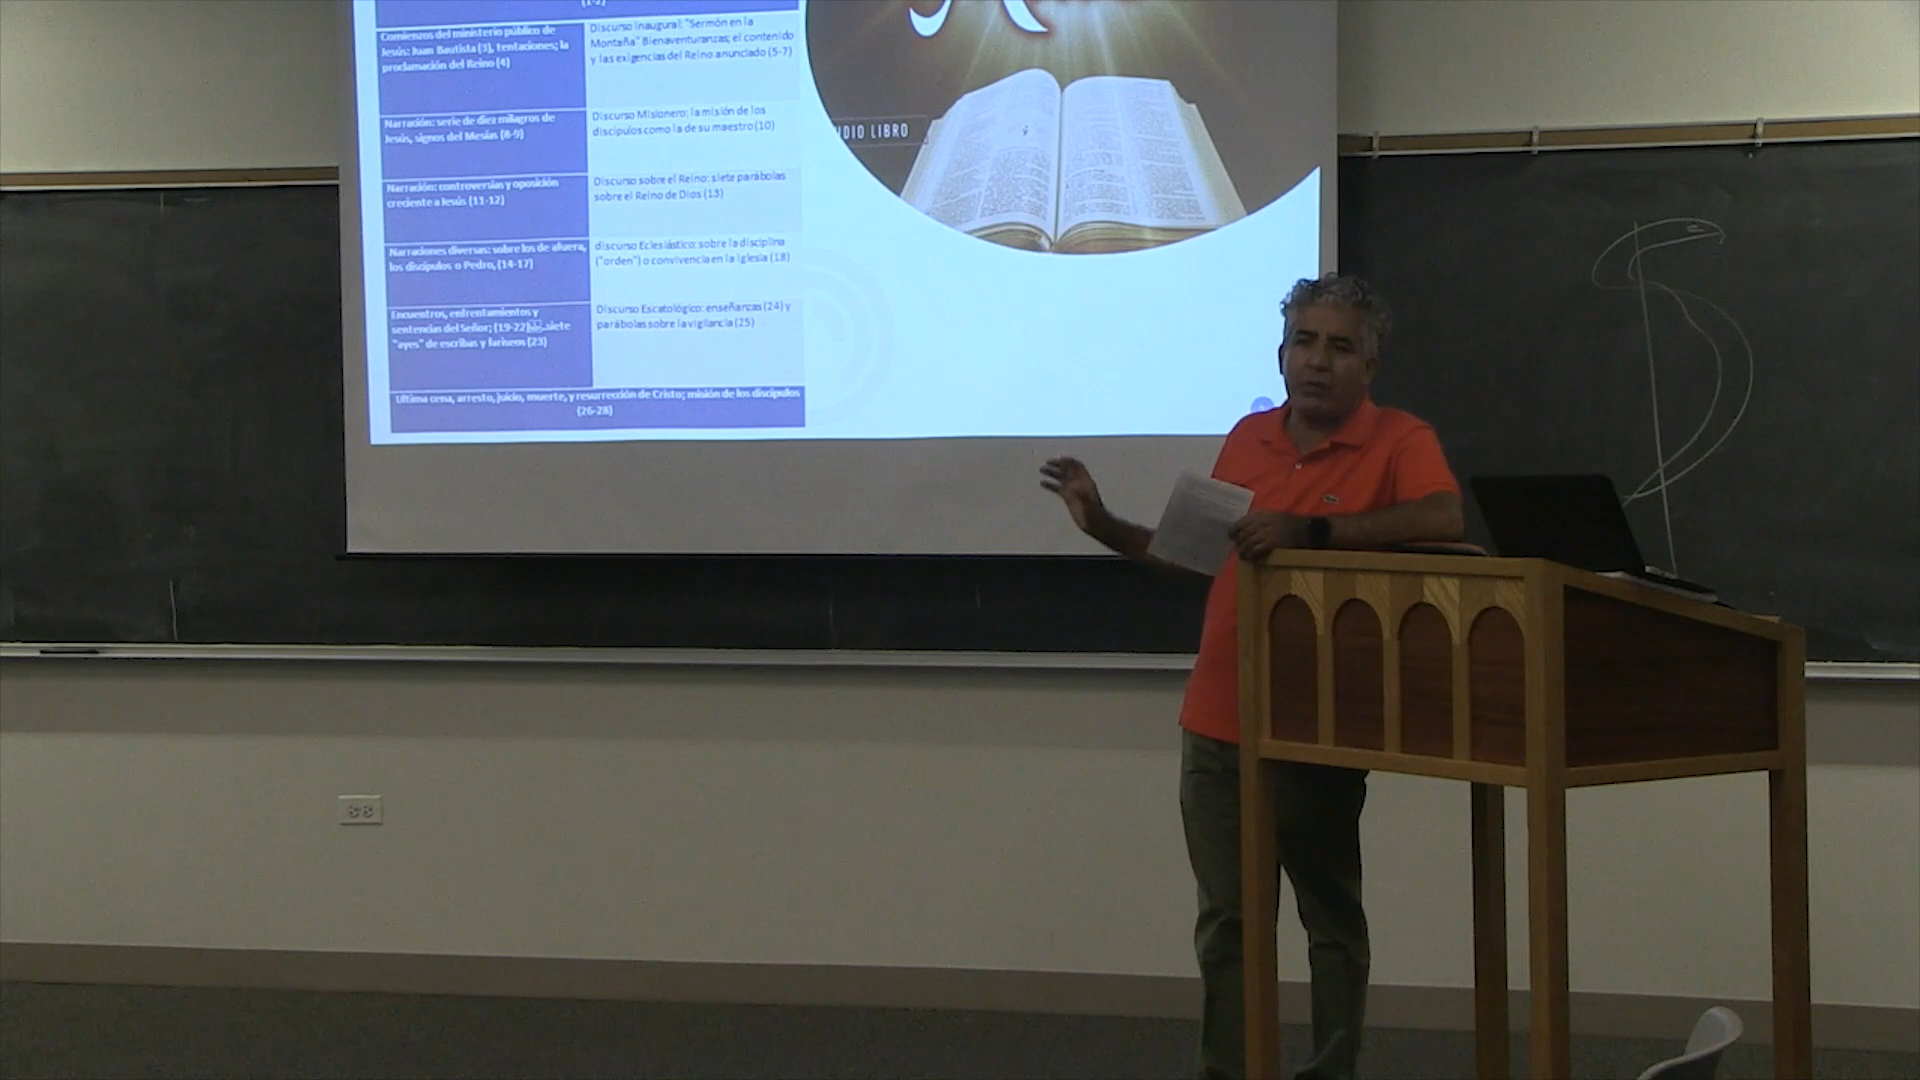 (1-2)
Comienzos del ministerio público de
Jesús: Juan Bautista (3), tentaciones; la
proclamación del Reino (4)
Discurso inaugural: "Sermón en la
Montaña" Bienaventuranzas; el contenido
y las exigencias del Reino anunciado (5-7)
Narración: serie de diez milagros de
Jesús, signos del Mesías (8-9)
Discurso Misionero: la misión de los
discípulos como la de su maestro (10)
Narración: controversias y oposición
creciente a Jesús (11-12)
Discurso sobre el Reino: siete parábolas
sobre el Reino de Dios (13)
Narraciones diversas: sobre los de afuera,
los discípulos o Pedro, (14-17)
discurso Eclesiástico: sobre la disciplina
("orden") o convivencia en la Iglesia (18)
Encuentros, enfrentamientos y
sentencias del Señor; (19-22) siete
"ayes" de escribas y fariseos (23)
Discurso Escatológico: enseñanzas (24) y
parábolas sobre la vigilancia (25)
Ultima cena, arresto, juicio, muerte, y resurrección de Cristo; misión de los discípulos
(26-28)
UDIO LIBRO